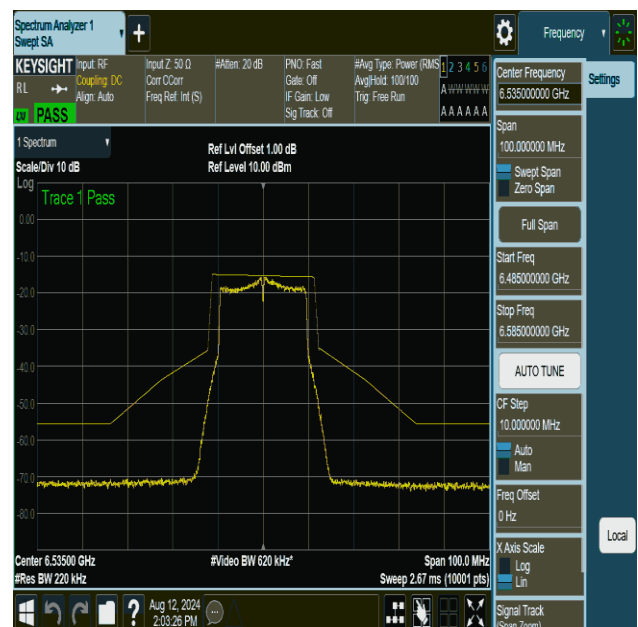 Spectrum Analyzer 1
Swept SA
Frequency
KEYSIGHT
RL
LV PASS
Input: RF
Coupling: DC
Align: Auto
Input Z: 50 Ω
Corr CCorr
Freq Ref: Int (S)
#Atten: 20 dB
PNO: Fast
Gate: Off
IF Gain: Low
Sig Track: Off
#Avg Type: Power (RMS
Avg|Hold: 100/100
Trig: Free Run
1 2 3 4 5 6
A W W W W W
A A A A A A
1 Spectrum
Scale/Div 10 dB
Log
Ref Lvl Offset 1.00 dB
Ref Level 10.00 dBm
Trace 1 Pass
0.00
-10.0
-20.0
-30.0
-40.0
-50.0
-60.0
-70.0
-80.0
Center 6.53500 GHz
#Res BW 220 kHz
#Video BW 620 kHz*
Span 100.0 MHz
Sweep 2.67 ms (10001 pts)
Center Frequency
6.535000000 GHz
Settings
Span
100.000000 MHz
Swept Span
Zero Span
Full Span
Start Freq
6.485000000 GHz
Stop Freq
6.585000000 GHz
AUTO TUNE
CF Step
10.000000 MHz
Auto
Man
Freq Offset
0 Hz
X Axis Scale
Log
Lin
Local
Signal Track
(Span Zoom)
?
Aug 12, 2024
2:03:26 PM